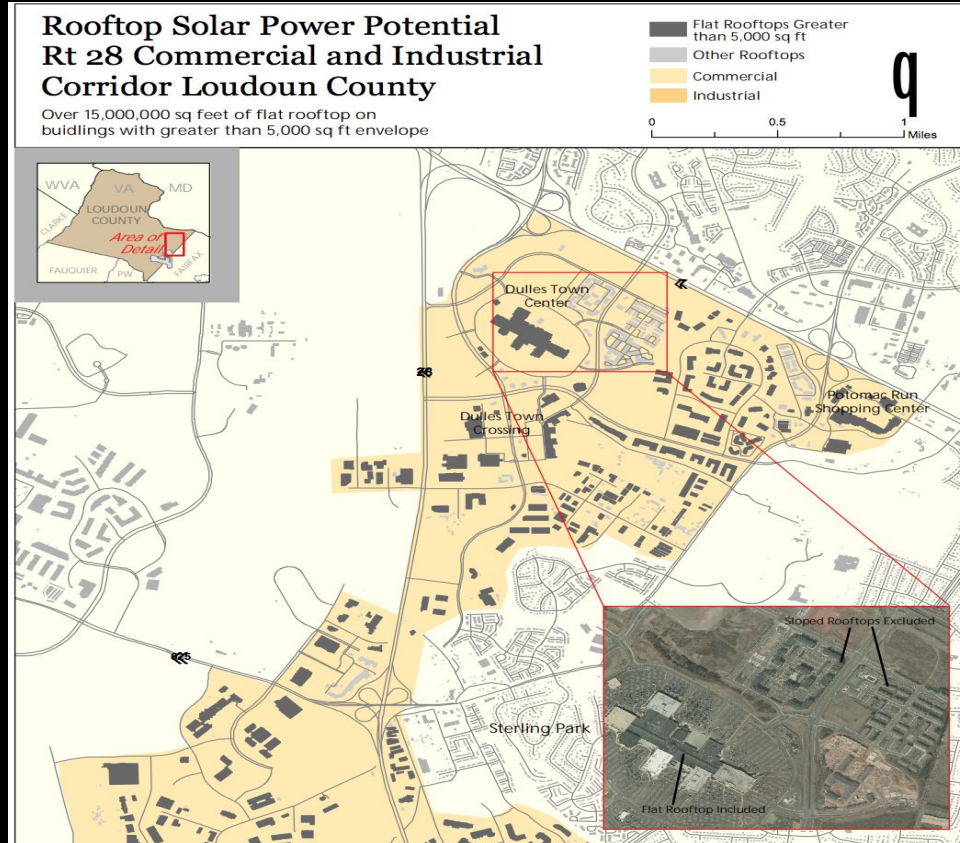 Rooftop Solar Power Potential
Rt 28 Commercial and Industrial
Corridor Loudoun County
Over 15,000,000 sq feet of flat rooftop on
buidlings with greater than 5,000 sq ft envelope
Flat Rooftops Greater
than 5,000 sq ft
Other Rooftops
Commercial
Industrial
q
0 0.5 1
Miles
WVA VA MD
LOUDOUN
COUNTY
CLARKE
Area of
Detail
FAUQUIER PW FAIRFAX
Dulles Town
Center
28
Dulles Town
Crossing
Potomac Run
Shopping Center
625
Sterling Park
Sloped Rooftops Excluded
Flat Rooftop Included